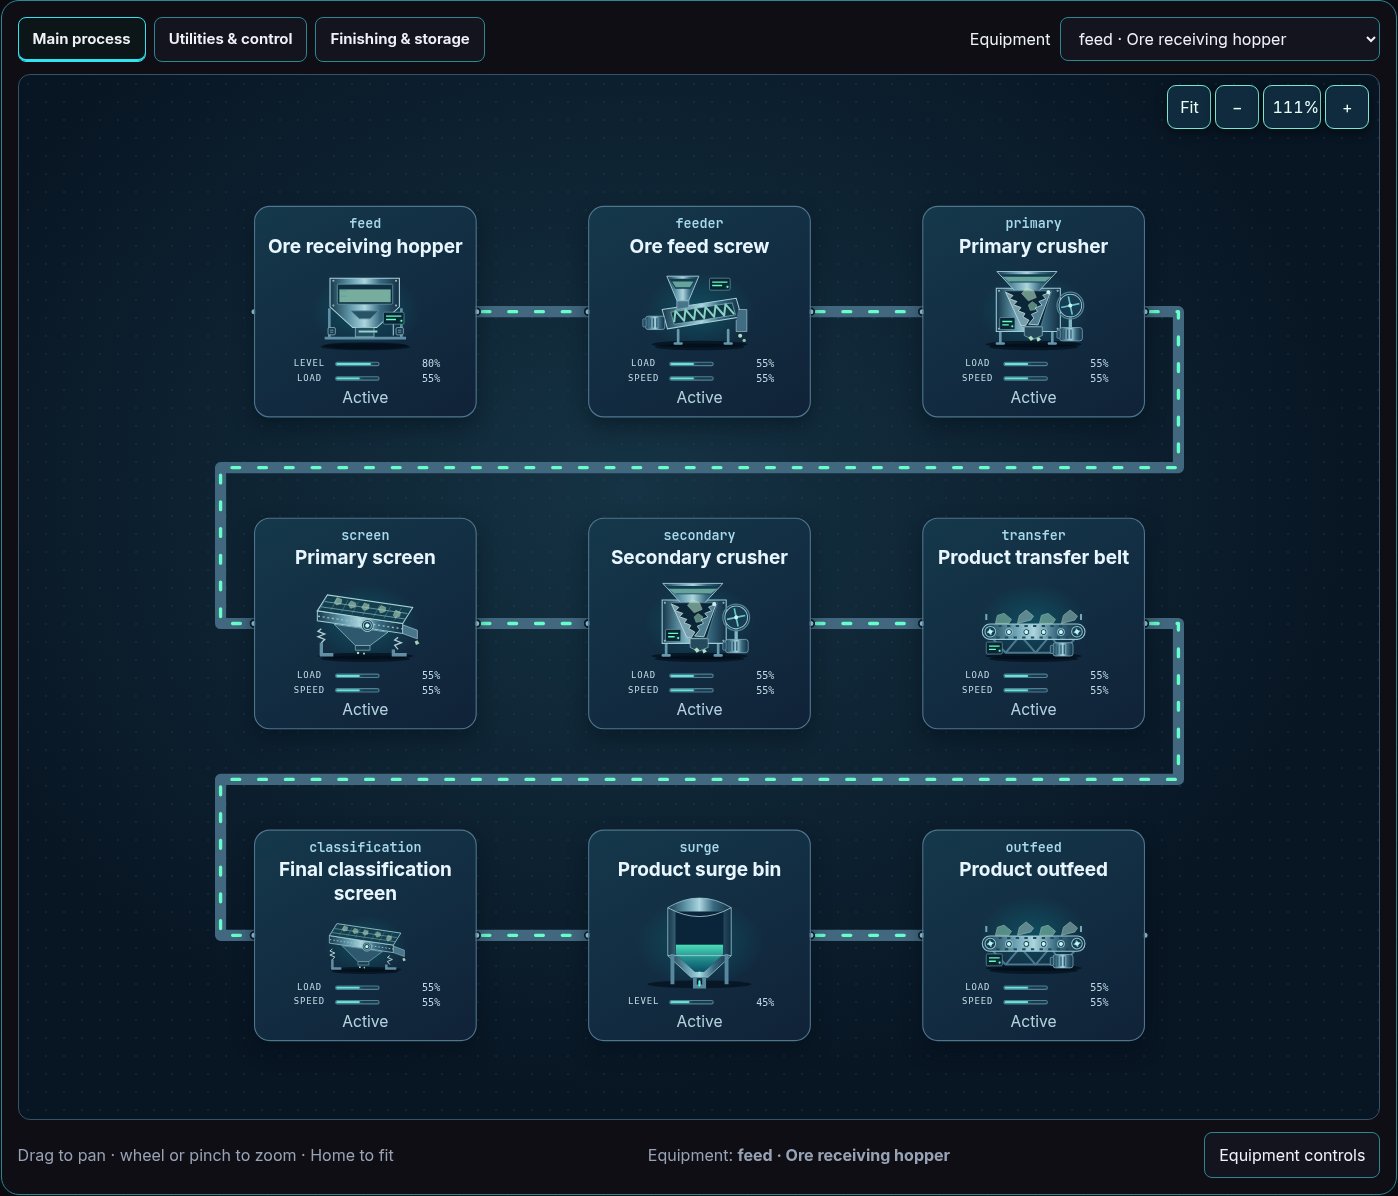 Main process
Utilities & control
Finishing & storage
Equipment
feed · Ore receiving hopper
Fit
−
111%
+
feed
Ore receiving hopper
LEVEL 80%
LOAD 55%
Active
feeder
Ore feed screw
LOAD 55%
SPEED 55%
Active
primary
Primary crusher
LOAD 55%
SPEED 55%
Active
screen
Primary screen
LOAD 55%
SPEED 55%
Active
secondary
Secondary crusher
LOAD 55%
SPEED 55%
Active
transfer
Product transfer belt
LOAD 55%
SPEED 55%
Active
classification
Final classification
screen
LOAD 55%
SPEED 55%
Active
surge
Product surge bin
LEVEL 45%
Active
outfeed
Product outfeed
LOAD 55%
SPEED 55%
Active
Drag to pan · wheel or pinch to zoom · Home to fit
Equipment: feed · Ore receiving hopper
Equipment controls